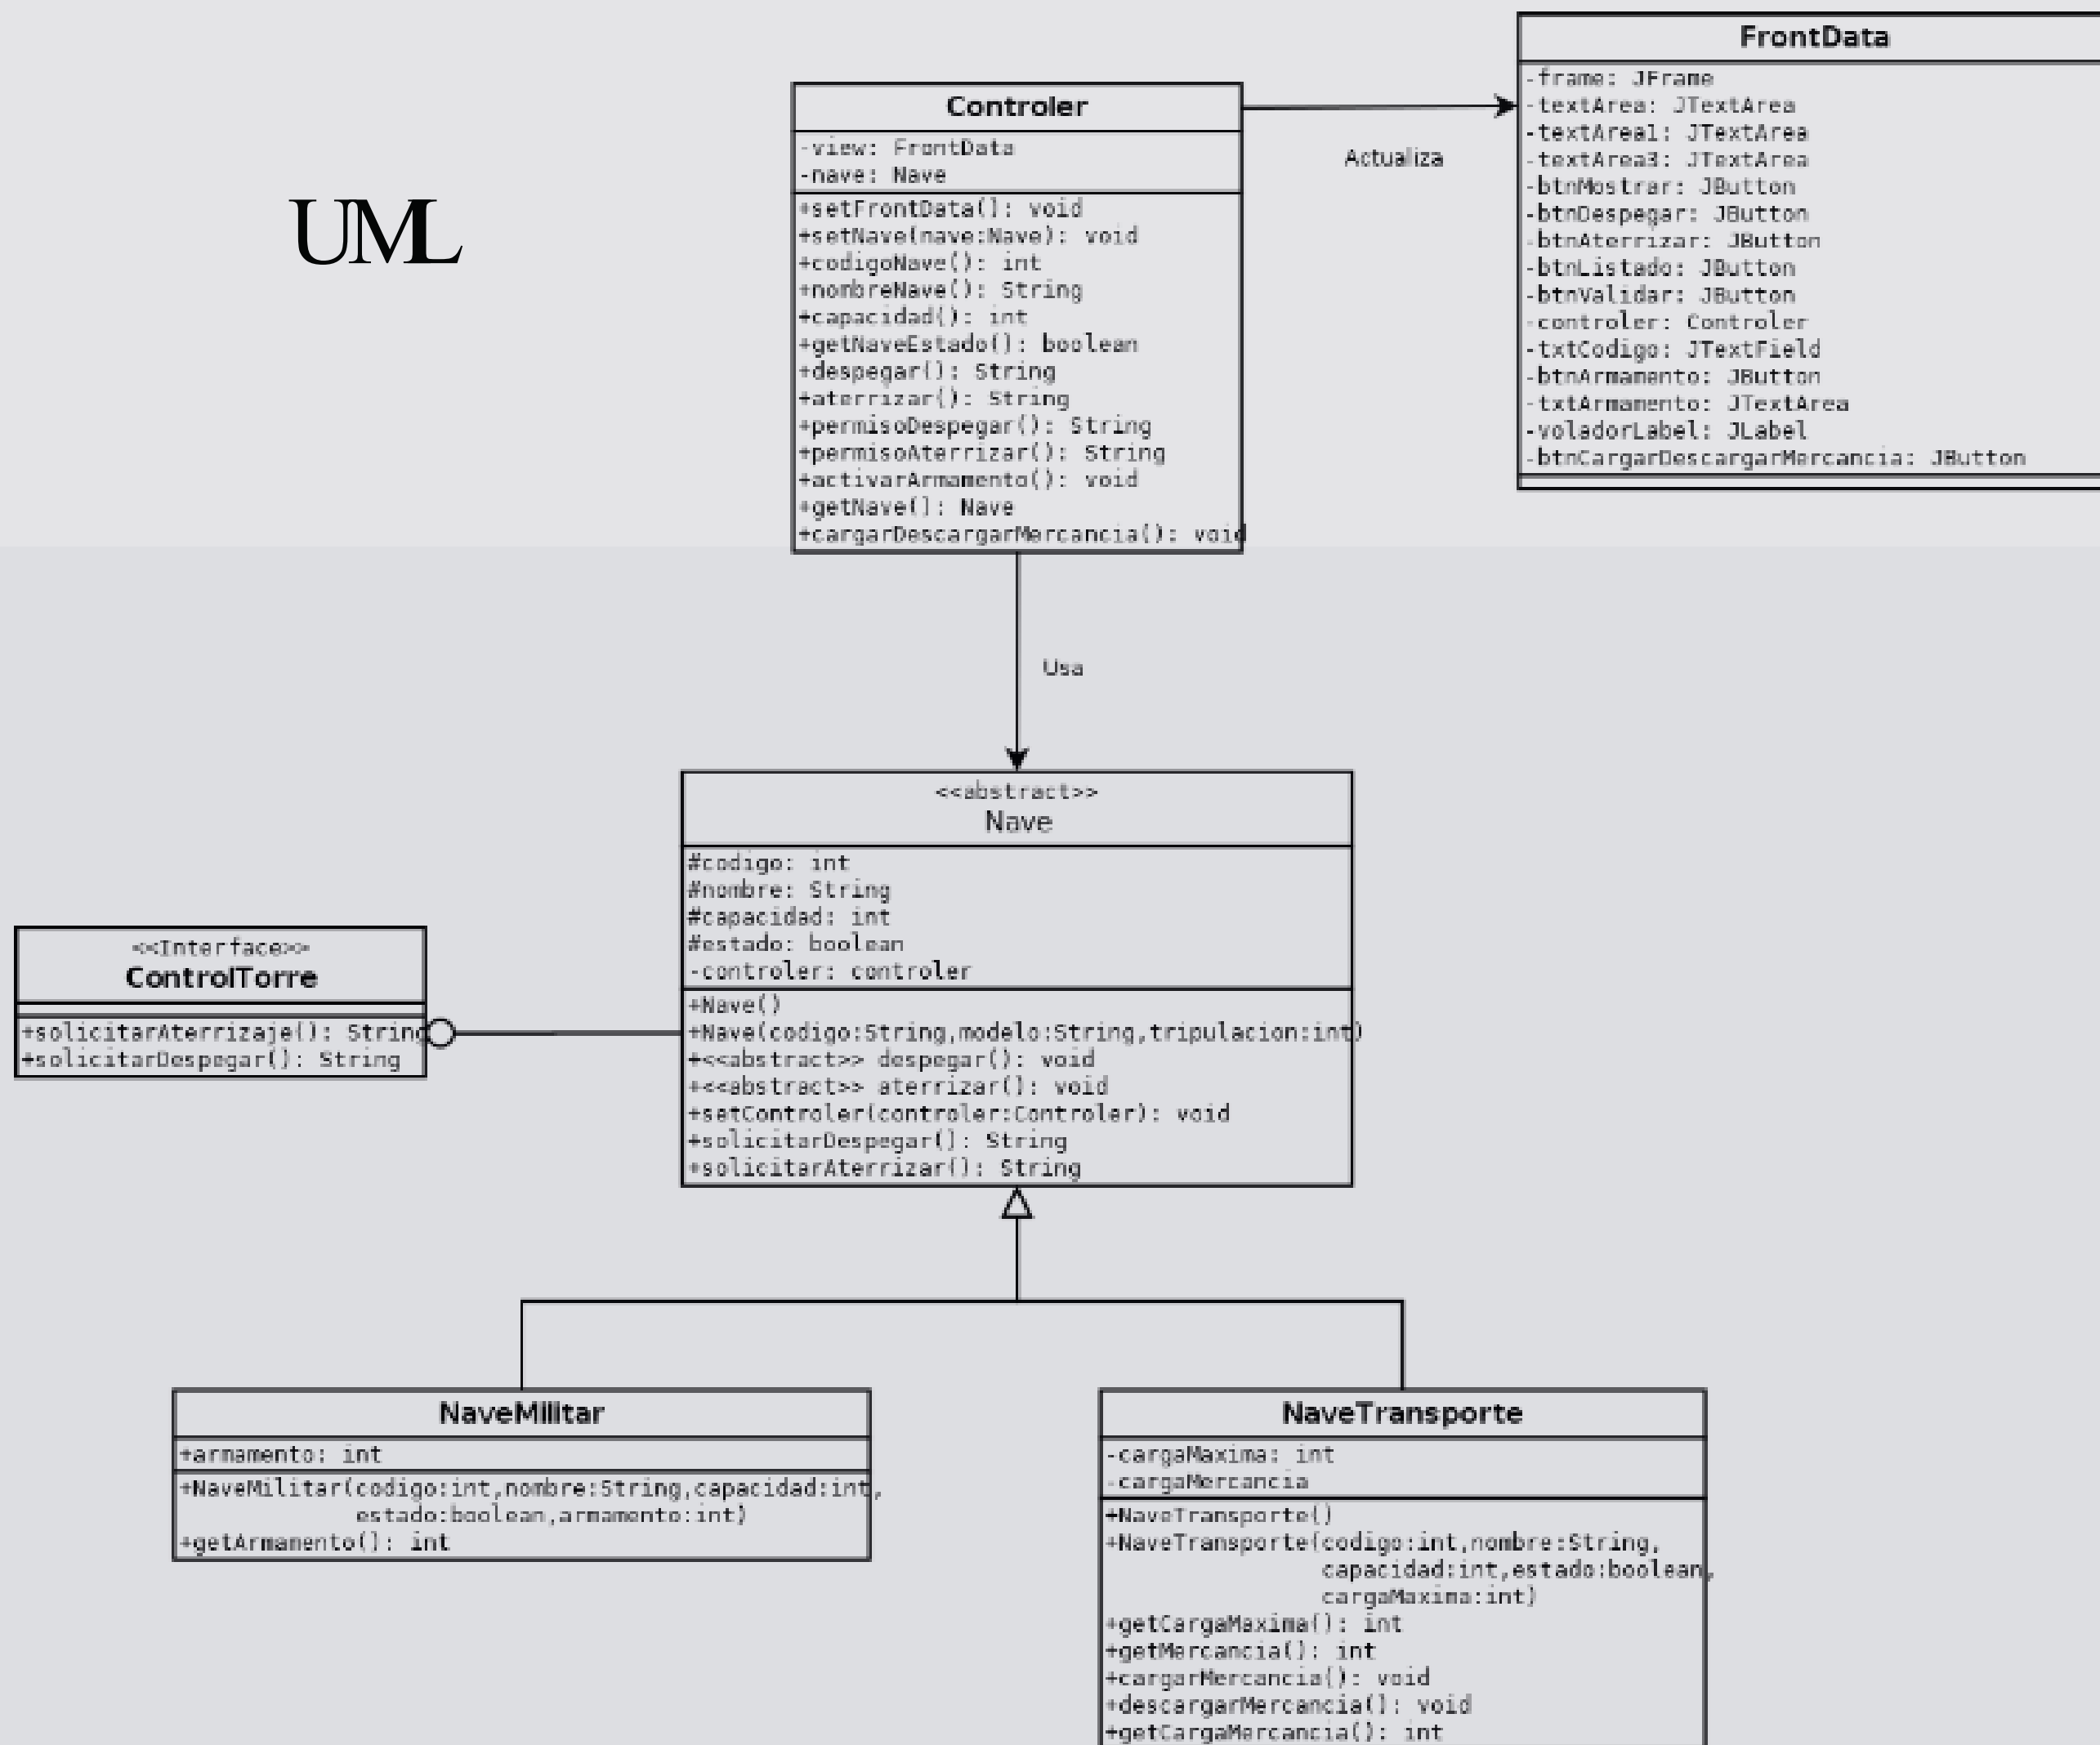 UML
Controler
-view: FrontData
-nave: Nave
+setFrontData(): void
+setNave(nave:Nave): void
+codigoNave(): int
+nombreNave(): String
+capacidad(): int
+getNaveEstado(): boolean
+despegar(): String
+aterrizar(): String
+permisoDespegar(): String
+permisoAterrizar(): String
+activarArmamento(): void
+getNave(): Nave
+cargarDescargarMercancia(): void
Actualiza
FrontData
-frame: JFrame
-textArea: JTextArea
-textArea1: JTextArea
-textArea3: JTextArea
-btnMostrar: JButton
-btnDespegar: JButton
-btnAterrizar: JButton
-btnListado: JButton
-btnValidar: JButton
-controler: Controler
-txtCodigo: JTextField
-btnArmamento: JButton
-txtArmamento: JTextArea
-voladorLabel: JLabel
-btnCargarDescargarMercancia: JButton
Usa
<<abstract>>
Nave
#codigo: int
#nombre: String
#capacidad: int
#estado: boolean
-controler: controler
+Nave()
+Nave(codigo:String,modelo:String,tripulacion:int)
+<<abstract>> despegar(): void
+<<abstract>> aterrizar(): void
+setControler(controler:Controler): void
+solicitarDespegar(): String
+solicitarAterrizar(): String
<<Interface>>
ControlTorre
+solicitarAterrizaje(): String
+solicitarDespegar(): String
NaveMilitar
+armamento: int
+NaveMilitar(codigo:int,nombre:String,capacidad:int,
estado:boolean,armamento:int)
+getArmamento(): int
NaveTransporte
-cargaMaxima: int
-cargaMercancia
+NaveTransporte()
+NaveTransporte(codigo:int,nombre:String,
capacidad:int,estado:boolean,
cargaMaxima:int)
+getCargaMaxima(): int
+getMercancia(): int
+cargarMercancia(): void
+descargarMercancia(): void
+getCargaMercancia(): int